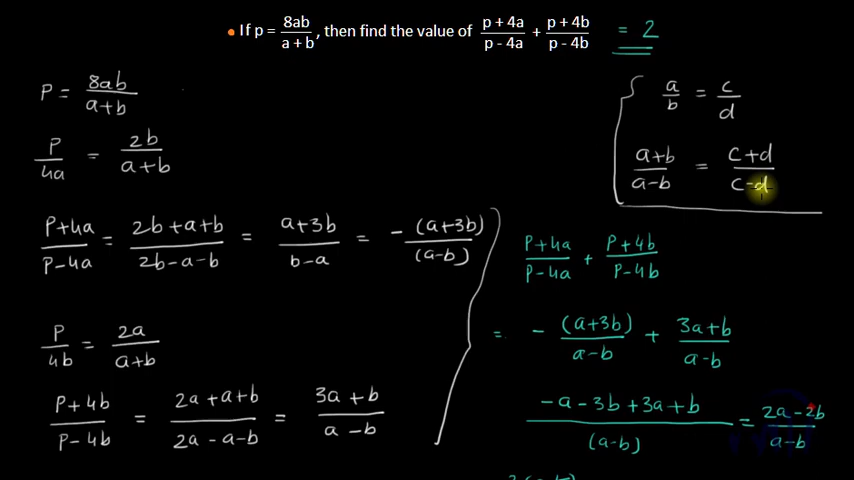 • If p = 8ab/(a + b), then find the value of (p + 4a)/(p - 4a) + (p + 4b)/(p - 4b) = 2
P = 8ab/(a+b)
P/4a = 2b/(a+b)
(P+4a)/(P-4a) = (2b+a+b)/(2b-a-b) = (a+3b)/(b-a) = - (a+3b)/(a-b)
P/4b = 2a/(a+b)
(P+4b)/(P-4b) = (2a+a+b)/(2a-a-b) = (3a+b)/(a-b)
a/b = c/d
(a+b)/(a-b) = (c+d)/(c-d)
(P+4a)/(P-4a) + (P+4b)/(P-4b)
= - (a+3b)/(a-b) + (3a+b)/(a-b)
(-a-3b+3a+b)/(a-b) = (2a-2b)/(a-b)